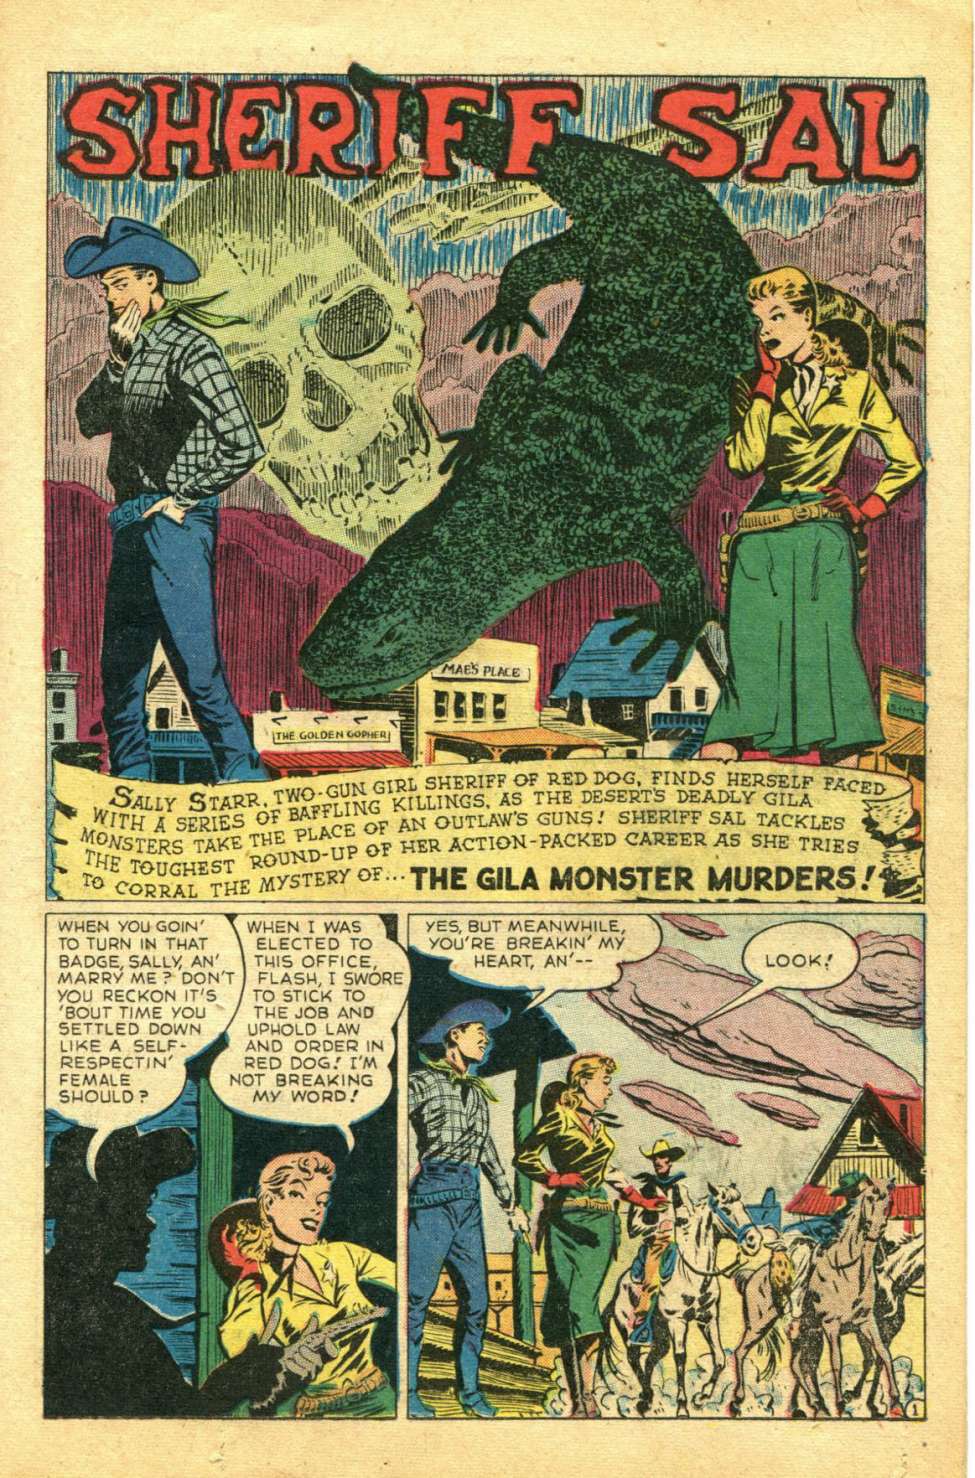 SHERIFF SAL
MAE'S PLACE
THE GOLDEN GOPHER
SALLY STARR, TWO-GUN GIRL SHERIFF OF RED DOG, FINDS HERSELF FACED
WITH A SERIES OF BAFFLING KILLINGS, AS THE DESERT'S DEADLY GILA
MONSTERS TAKE THE PLACE OF AN OUTLAW'S GUNS! SHERIFF SAL TACKLES
THE TOUGHEST ROUND-UP OF HER ACTION-PACKED CAREER AS SHE TRIES
TO CORRAL THE MYSTERY OF... THE GILA MONSTER MURDERS!
WHEN YOU GOIN'
TO TURN IN THAT
BADGE, SALLY, AN'
MARRY ME? DON'T
YOU RECKON IT'S
'BOUT TIME YOU
SETTLED DOWN
LIKE A SELF-
RESPECTIN'
FEMALE
SHOULD?
WHEN I WAS
ELECTED TO
THIS OFFICE,
FLASH, I SWORE
TO STICK TO
THE JOB AND
UPHOLD LAW
AND ORDER IN
RED DOG! I'M
NOT BREAKING
MY WORD!
YES, BUT MEANWHILE,
YOU'RE BREAKIN' MY
HEART, AN'--
LOOK!
1